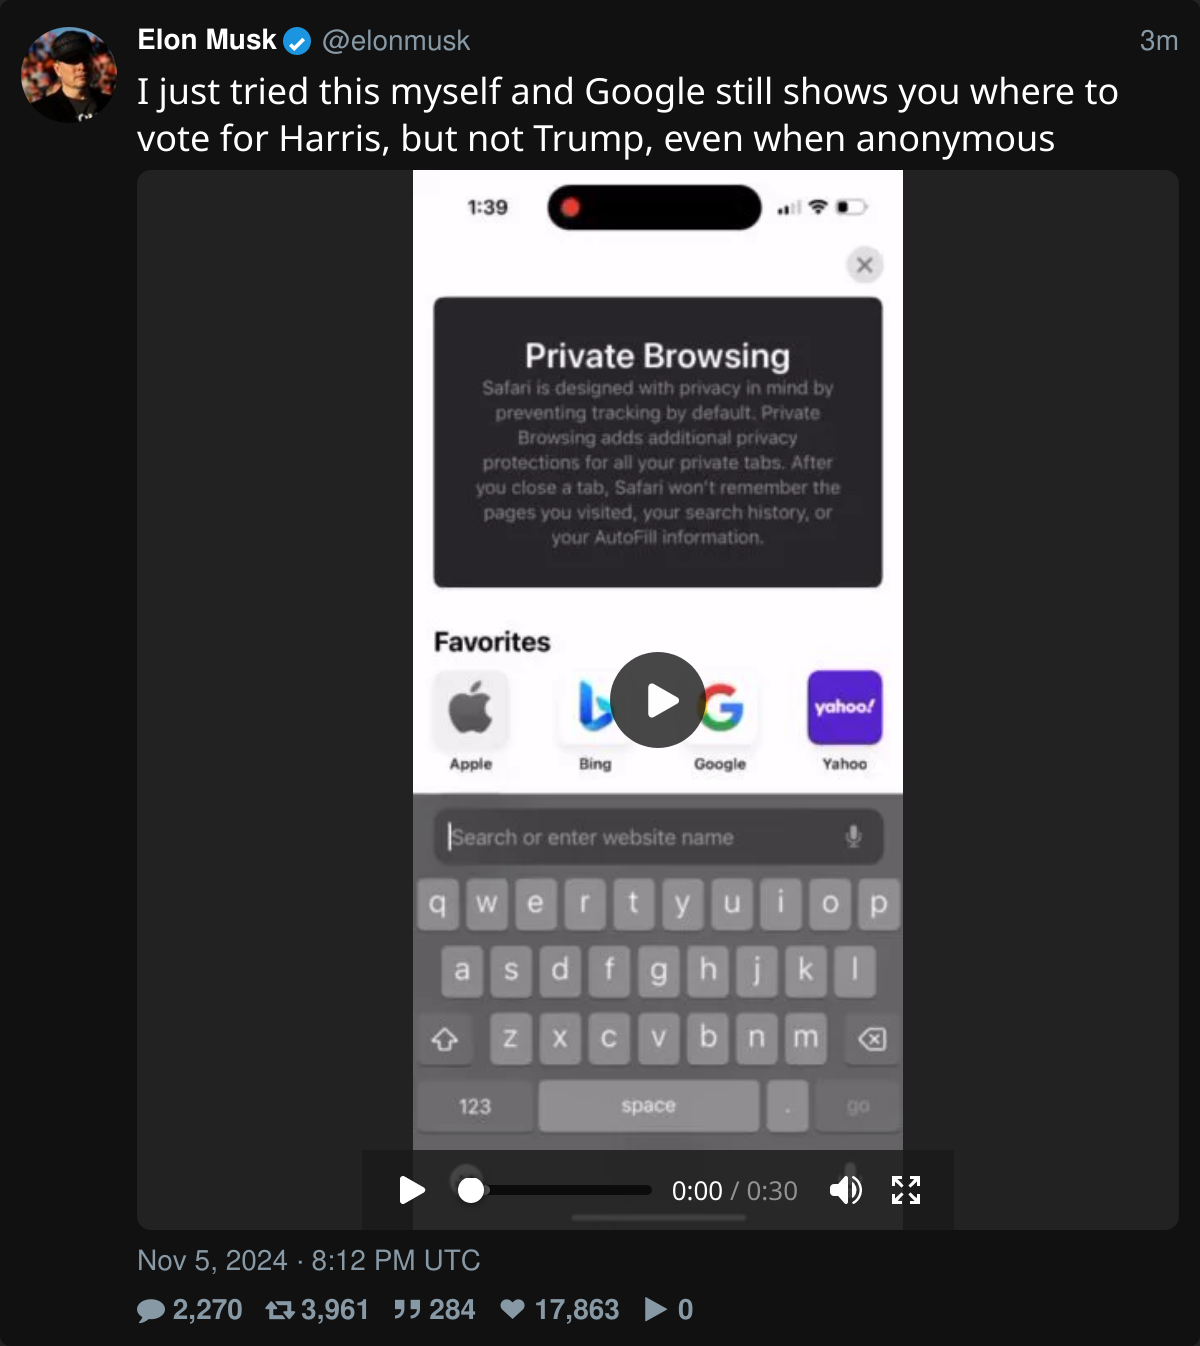 Elon Musk @elonmusk 3m
I just tried this myself and Google still shows you where to
vote for Harris, but not Trump, even when anonymous
1:39
Private Browsing
Safari is designed with privacy in mind by
preventing tracking by default. Private
Browsing adds additional privacy
protections for all your private tabs. After
you close a tab, Safari won't remember the
pages you visited, your search history, or
your AutoFill information.
Favorites
yahoo!
Apple Bing Google Yahoo
Search or enter website name
q w e r t y u i o p
a s d f g h j k l
z x c v b n m
123 space . go
0:00 / 0:30
Nov 5, 2024 · 8:12 PM UTC
2,270 3,961 284 17,863 0